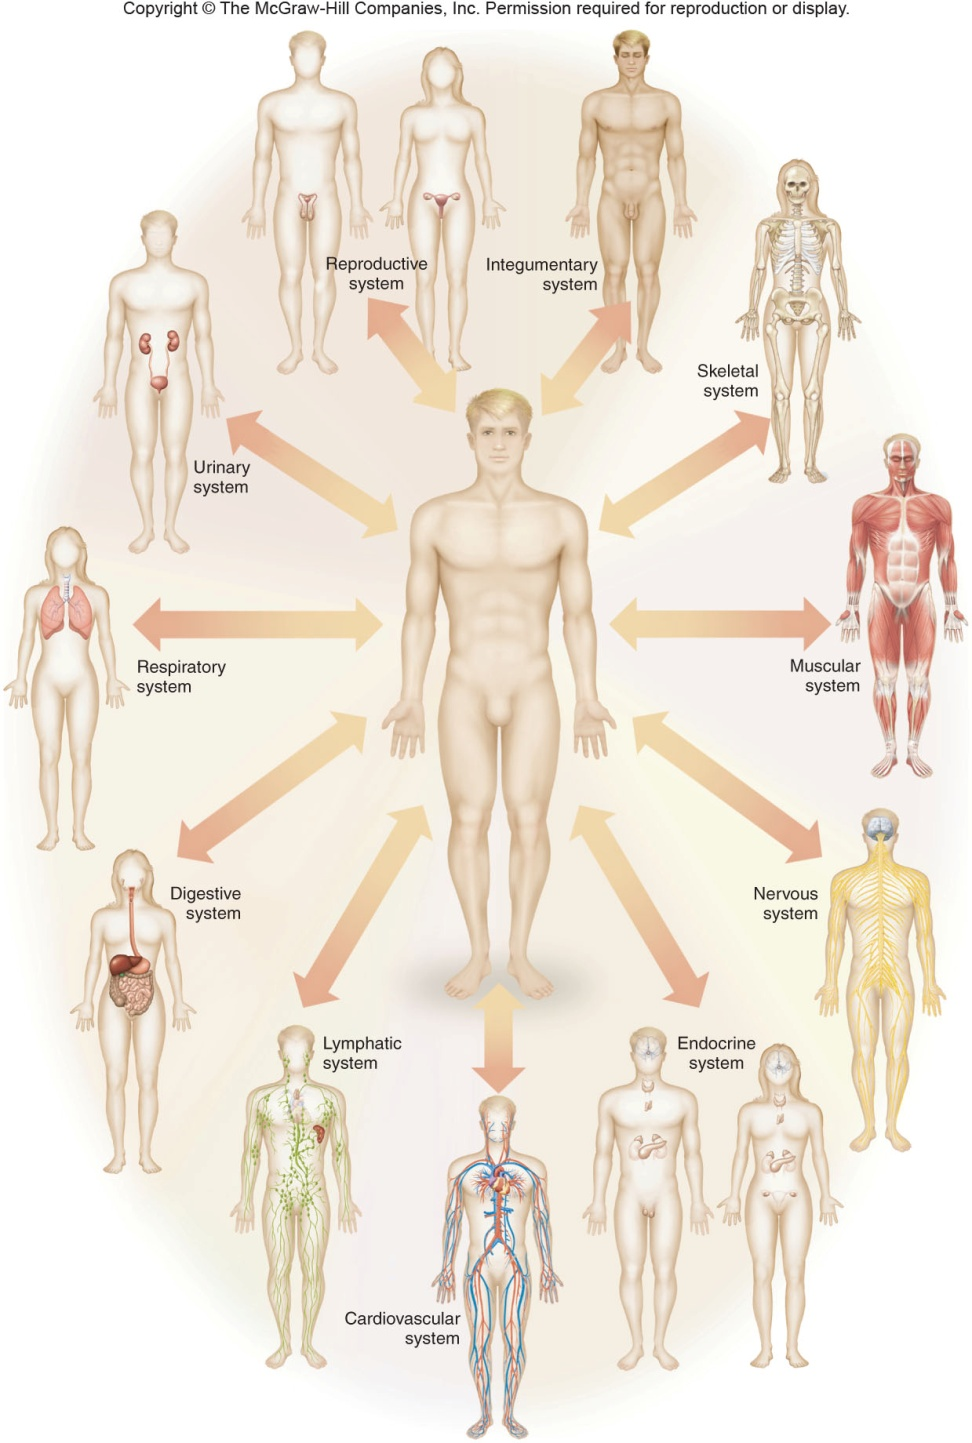 Copyright © The McGraw-Hill Companies, Inc. Permission required for reproduction or display.
Reproductive
system
Integumentary
system
Skeletal
system
Urinary
system
Muscular
system
Respiratory
system
Digestive
system
Nervous
system
Lymphatic
system
Endocrine
system
Cardiovascular
system